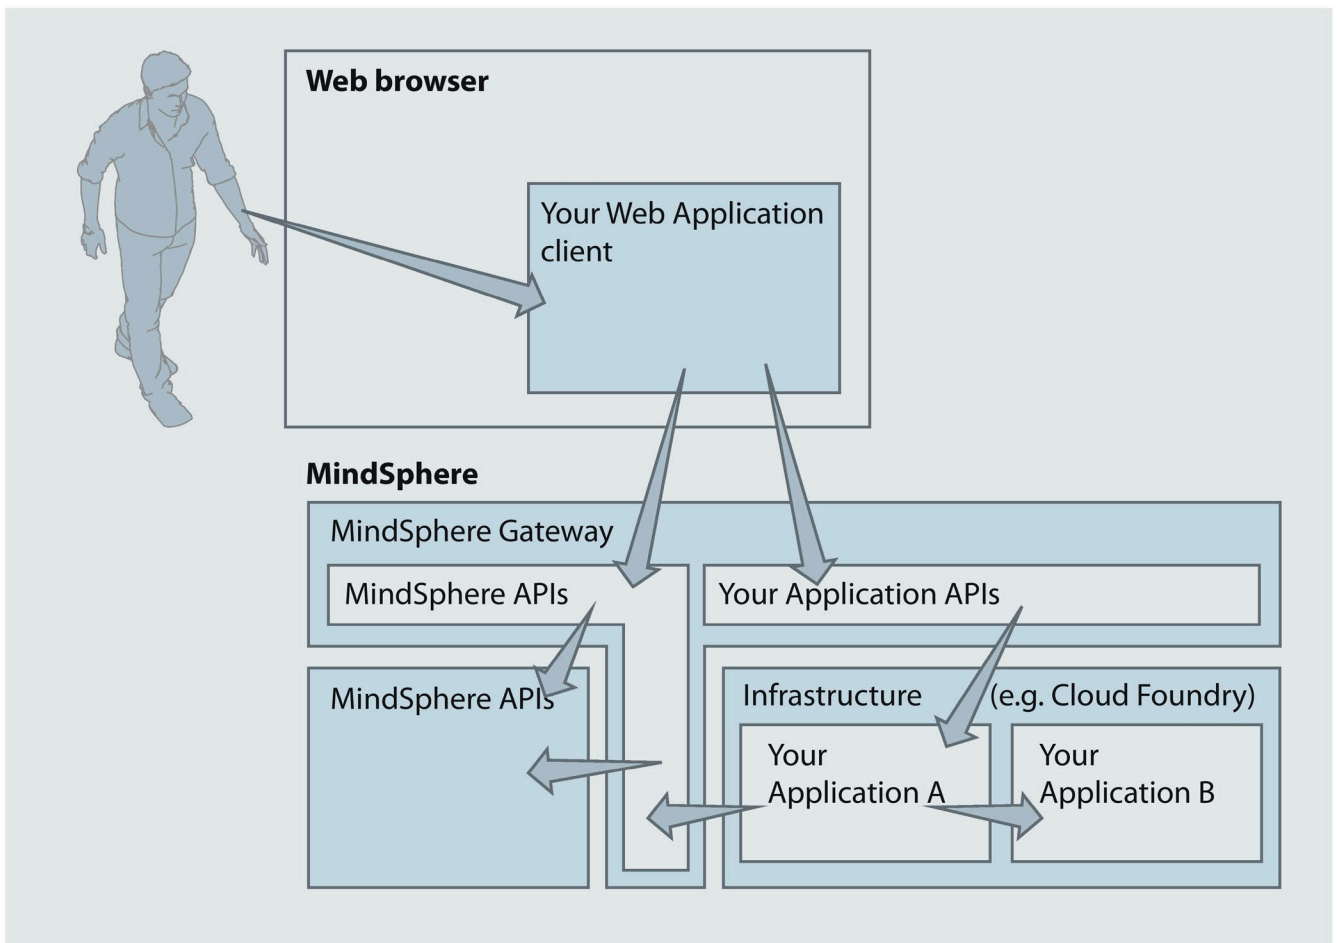 Web browser
Your Web Application
client
MindSphere
MindSphere Gateway
MindSphere APIs
Your Application APIs
MindSphere APIs
Infrastructure (e.g. Cloud Foundry)
Your
Application A
Your
Application B